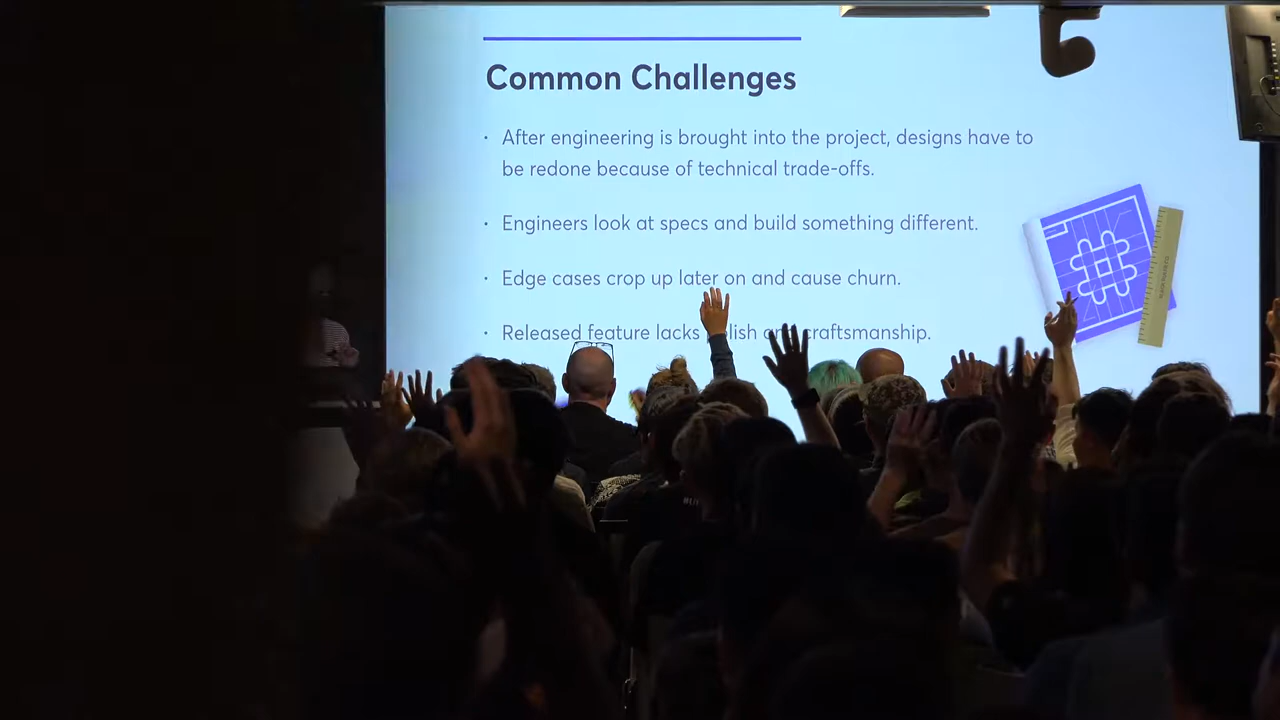 Common Challenges
· After engineering is brought into the project, designs have to
be redone because of technical trade-offs.
· Engineers look at specs and build something different.
· Edge cases crop up later on and cause churn.
· Released feature lacks craftsmanship.